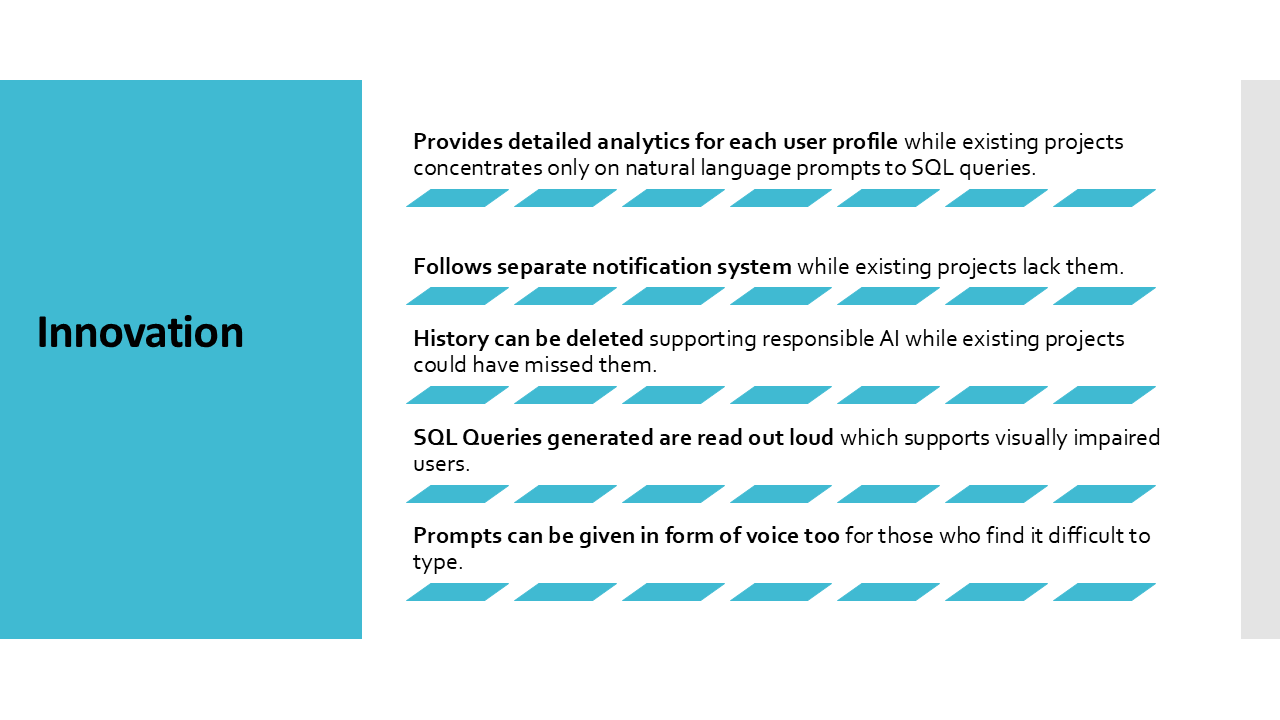 Innovation
Provides detailed analytics for each user profile while existing projects
concentrates only on natural language prompts to SQL queries.
Follows separate notification system while existing projects lack them.
History can be deleted supporting responsible AI while existing projects
could have missed them.
SQL Queries generated are read out loud which supports visually impaired
users.
Prompts can be given in form of voice too for those who find it difficult to
type.